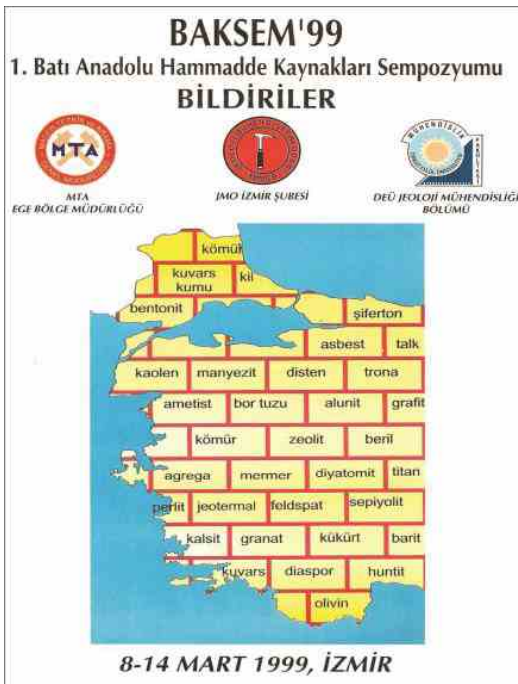 BAKSEM'99
1. Batı Anadolu Hammadde Kaynakları Sempozyumu
BİLDİRİLER
MTA
MTA
EGE BÖLGE MÜDÜRLÜĞÜ
JMO İZMİR ŞUBESİ
MÜHENDİSLİK
FAKÜLTESİ
DEÜ JEOLOJİ MÜHENDİSLİĞİ
BÖLÜMÜ
kömür
kuvars kil
kumu
bentonit
şiferton
asbest talk
kaolen manyezit disten trona
ametist bor tuzu alunit grafit
kömür zeolit beril
agrega mermer diyatomit titan
perlit jeotermal feldspat sepiyolit
kalsit granat kükürt barit
kuvars diaspor huntit
olivin
8-14 MART 1999, İZMİR